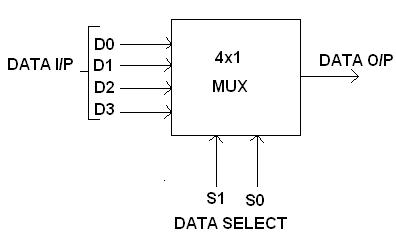 D0
DATA I/P
D1
D2
D3
4x1
MUX
DATA O/P
S1
S0
DATA SELECT